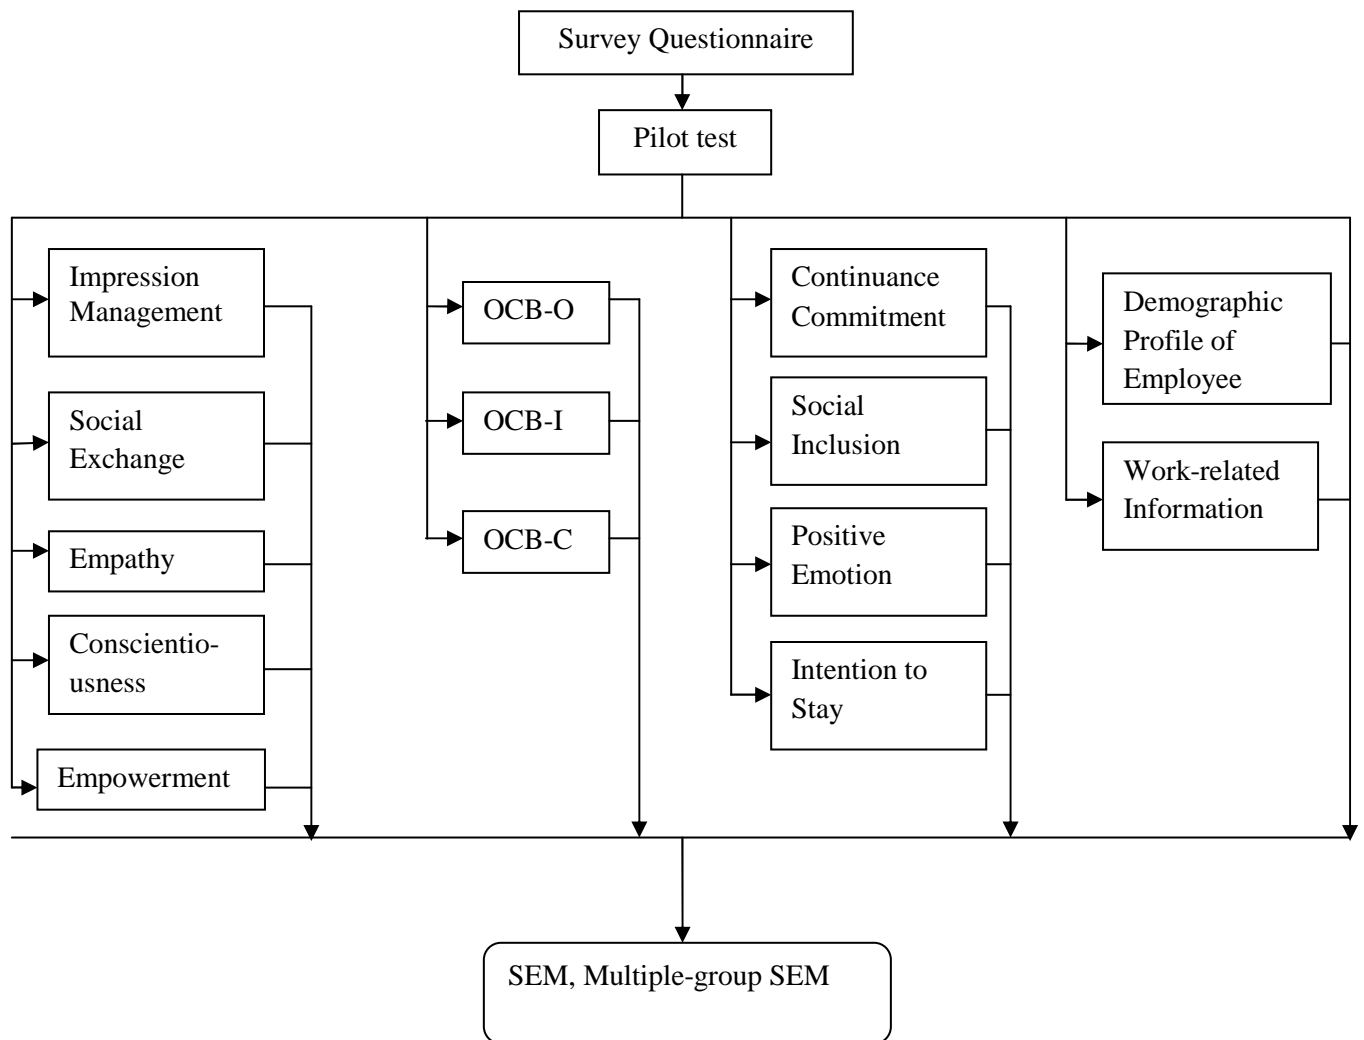 Survey Questionnaire
Pilot test
Impression
Management
Social
Exchange
Empathy
Conscientio-
usness
Empowerment
OCB-O
OCB-I
OCB-C
Continuance
Commitment
Social
Inclusion
Positive
Emotion
Intention to
Stay
Demographic
Profile of
Employee
Work-related
Information
SEM, Multiple-group SEM